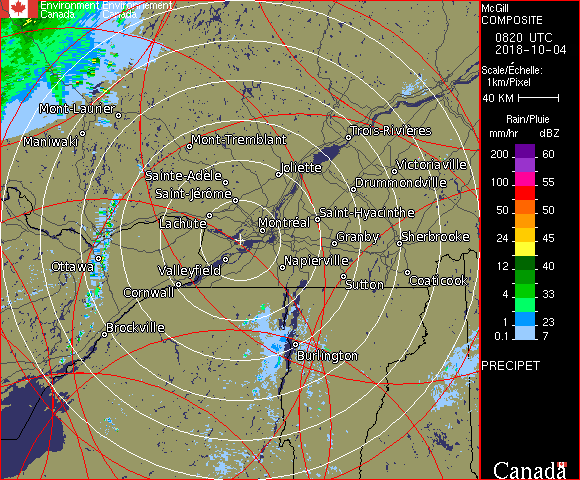 Environment Environnement
Canada Canada
McGill
COMPOSITE
0820 UTC
2018-10-04
Scale/Échelle:
1km/Pixel
40 KM
Rain/Pluie
mm/hr dBZ
200 60
100 55
50 50
24 45
12 40
4 33
1 23
0.1 7
PRECIPET
Canada
Mont-Laurier
Maniwaki
Mont-Tremblant
Trois-Rivières
Sainte-Adèle
Joliette
Victoriaville
Saint-Jérôme
Drummondville
Lachute
Montréal
Saint-Hyacinthe
Granby
Sherbrooke
Ottawa
Valleyfield
Napierville
Cornwall
Sutton
Coaticook
Brockville
Burlington